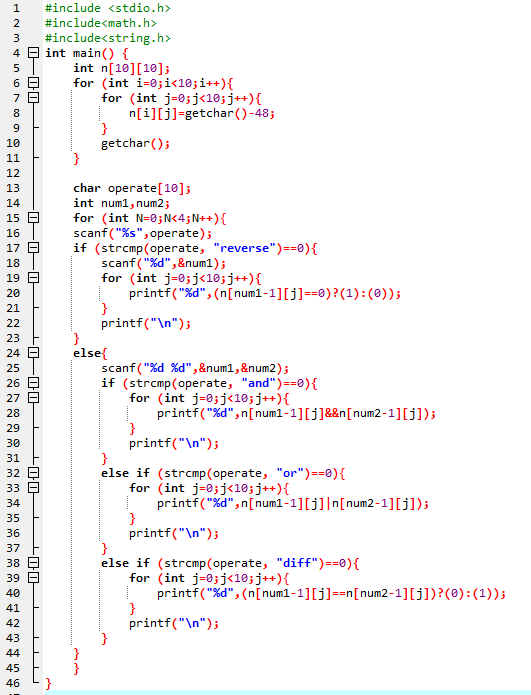 1 #include <stdio.h>
2 #include<math.h>
3 #include<string.h>
4 int main() {
5 int n[10][10];
6 for (int i=0;i<10;i++){
7 for (int j=0;j<10;j++){
8 n[i][j]=getchar()-48;
9 }
10 getchar();
11 }
12
13 char operate[10];
14 int num1,num2;
15 for (int N=0;N<4;N++){
16 scanf("%s",operate);
17 if (strcmp(operate, "reverse")==0){
18 scanf("%d",&num1);
19 for (int j=0;j<10;j++){
20 printf("%d",(n[num1-1][j]==0)?(1):(0));
21 }
22 printf("\n");
23 }
24 else{
25 scanf("%d %d",&num1,&num2);
26 if (strcmp(operate, "and")==0){
27 for (int j=0;j<10;j++){
28 printf("%d",n[num1-1][j]&&n[num2-1][j]);
29 }
30 printf("\n");
31 }
32 else if (strcmp(operate, "or")==0){
33 for (int j=0;j<10;j++){
34 printf("%d",n[num1-1][j]|n[num2-1][j]);
35 }
36 printf("\n");
37 }
38 else if (strcmp(operate, "diff")==0){
39 for (int j=0;j<10;j++){
40 printf("%d",(n[num1-1][j]==n[num2-1][j])?(0):(1));
41 }
42 printf("\n");
43 }
44 }
45 }
46 }